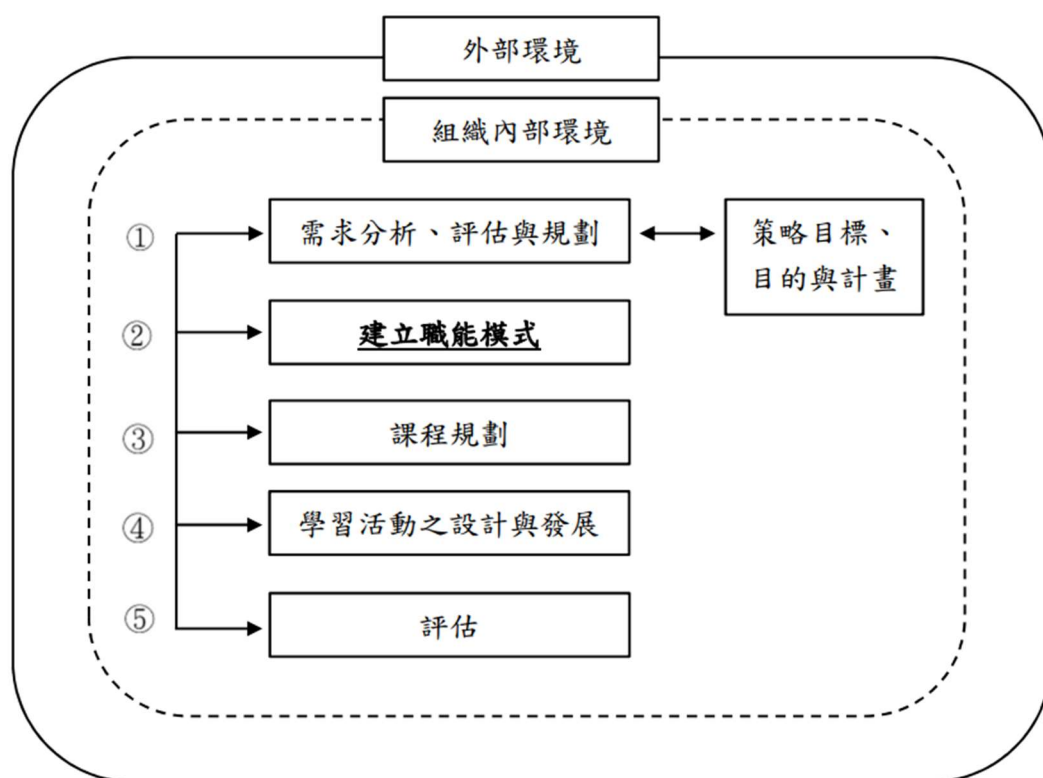 外部環境
組織內部環境
① 需求分析、評估與規劃
策略目標、
目的與計畫
② 建立職能模式
③ 課程規劃
④ 學習活動之設計與發展
⑤ 評估